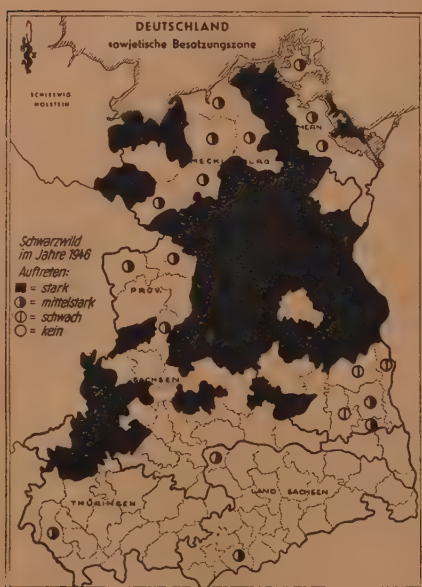 DEUTSCHLAND
sowjetische Besatzungszone
SCHLESWIG
HOLSTEIN
MECKLENBURG
Schwarzwild
im Jahre 1946
Auftreten:
= stark
= mittelstark
= schwach
= kein
PROV.
SACHSEN
THÜRINGEN
LAND SACHSEN